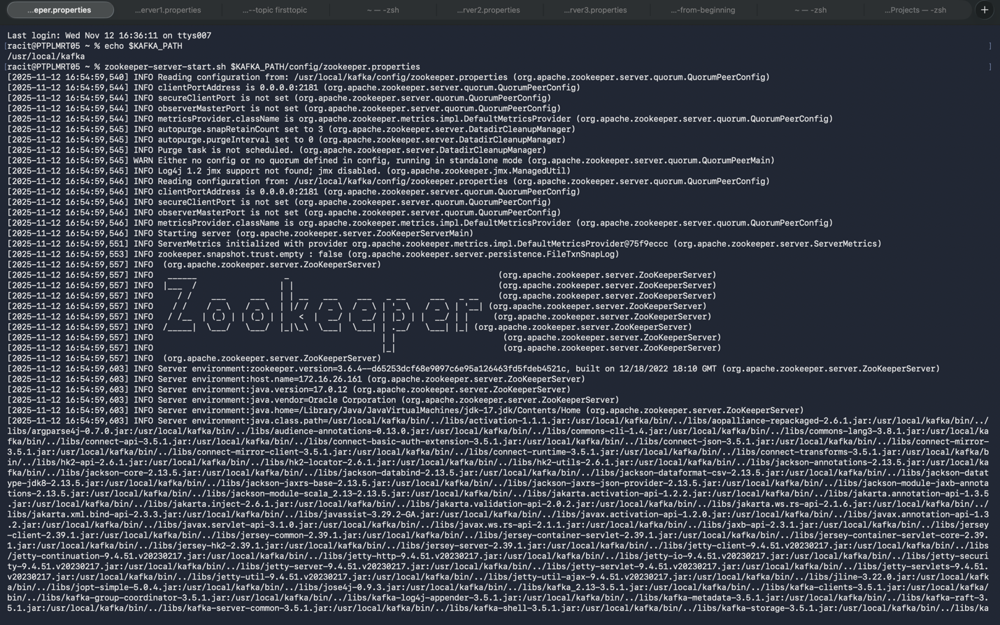 ...eper.properties
...erver1.properties
...--topic firsttopic
~ — -zsh
...rver2.properties
...rver3.properties
...-from-beginning
~ — -zsh
...Projects — -zsh
+
Last login: Wed Nov 12 16:36:11 on ttys007
[racit@PTPLMRT05 ~ % echo $KAFKA_PATH ]
/usr/local/kafka
[racit@PTPLMRT05 ~ % zookeeper-server-start.sh $KAFKA_PATH/config/zookeeper.properties ]
[2025-11-12 16:54:59,540] INFO Reading configuration from: /usr/local/kafka/config/zookeeper.properties (org.apache.zookeeper.server.quorum.QuorumPeerConfig)
[2025-11-12 16:54:59,544] INFO clientPortAddress is 0.0.0.0:2181 (org.apache.zookeeper.server.quorum.QuorumPeerConfig)
[2025-11-12 16:54:59,544] INFO secureClientPort is not set (org.apache.zookeeper.server.quorum.QuorumPeerConfig)
[2025-11-12 16:54:59,544] INFO observerMasterPort is not set (org.apache.zookeeper.server.quorum.QuorumPeerConfig)
[2025-11-12 16:54:59,544] INFO metricsProvider.className is org.apache.zookeeper.metrics.impl.DefaultMetricsProvider (org.apache.zookeeper.server.quorum.QuorumPeerConfig)
[2025-11-12 16:54:59,545] INFO autopurge.snapRetainCount set to 3 (org.apache.zookeeper.server.DatadirCleanupManager)
[2025-11-12 16:54:59,545] INFO autopurge.purgeInterval set to 0 (org.apache.zookeeper.server.DatadirCleanupManager)
[2025-11-12 16:54:59,545] INFO Purge task is not scheduled. (org.apache.zookeeper.server.DatadirCleanupManager)
[2025-11-12 16:54:59,545] WARN Either no config or no quorum defined in config, running in standalone mode (org.apache.zookeeper.server.quorum.QuorumPeerMain)
[2025-11-12 16:54:59,545] INFO Log4j 1.2 jmx support not found; jmx disabled. (org.apache.zookeeper.jmx.ManagedUtil)
[2025-11-12 16:54:59,546] INFO Reading configuration from: /usr/local/kafka/config/zookeeper.properties (org.apache.zookeeper.server.quorum.QuorumPeerConfig)
[2025-11-12 16:54:59,546] INFO clientPortAddress is 0.0.0.0:2181 (org.apache.zookeeper.server.quorum.QuorumPeerConfig)
[2025-11-12 16:54:59,546] INFO secureClientPort is not set (org.apache.zookeeper.server.quorum.QuorumPeerConfig)
[2025-11-12 16:54:59,546] INFO observerMasterPort is not set (org.apache.zookeeper.server.quorum.QuorumPeerConfig)
[2025-11-12 16:54:59,546] INFO metricsProvider.className is org.apache.zookeeper.metrics.impl.DefaultMetricsProvider (org.apache.zookeeper.server.quorum.QuorumPeerConfig)
[2025-11-12 16:54:59,546] INFO Starting server (org.apache.zookeeper.server.ZooKeeperServerMain)
[2025-11-12 16:54:59,551] INFO ServerMetrics initialized with provider org.apache.zookeeper.metrics.impl.DefaultMetricsProvider@75f9eccc (org.apache.zookeeper.server.ServerMetrics)
[2025-11-12 16:54:59,553] INFO zookeeper.snapshot.trust.empty : false (org.apache.zookeeper.server.persistence.FileTxnSnapLog)
[2025-11-12 16:54:59,557] INFO  (org.apache.zookeeper.server.ZooKeeperServer)
[2025-11-12 16:54:59,557] INFO   ______                  _                                           (org.apache.zookeeper.server.ZooKeeperServer)
[2025-11-12 16:54:59,557] INFO  |___  /                 | |                                          (org.apache.zookeeper.server.ZooKeeperServer)
[2025-11-12 16:54:59,557] INFO     / /    ___     ___   | | __   ___    ___   _ __     ___   _ __    (org.apache.zookeeper.server.ZooKeeperServer)
[2025-11-12 16:54:59,557] INFO    / /    / _ \   / _ \  | |/ /  / _ \  / _ \ | '_ \   / _ \ | '__| (org.apache.zookeeper.server.ZooKeeperServer)
[2025-11-12 16:54:59,557] INFO   / /__  | (_) | | (_) | |   <  |  __/ |  __/ | |_) | |  __/ | |     (org.apache.zookeeper.server.ZooKeeperServer)
[2025-11-12 16:54:59,557] INFO  /_____|  \___/   \___/  |_|\_\  \___|  \___| | .__/   \___| |_| (org.apache.zookeeper.server.ZooKeeperServer)
[2025-11-12 16:54:59,557] INFO                                               | |                      (org.apache.zookeeper.server.ZooKeeperServer)
[2025-11-12 16:54:59,557] INFO                                               |_|                      (org.apache.zookeeper.server.ZooKeeperServer)
[2025-11-12 16:54:59,557] INFO  (org.apache.zookeeper.server.ZooKeeperServer)
[2025-11-12 16:54:59,603] INFO Server environment:zookeeper.version=3.6.4--d65253dcf68e9097c6e95a126463fd5fdeb4521c, built on 12/18/2022 18:10 GMT (org.apache.zookeeper.server.ZooKeeperServer)
[2025-11-12 16:54:59,603] INFO Server environment:host.name=172.16.26.161 (org.apache.zookeeper.server.ZooKeeperServer)
[2025-11-12 16:54:59,603] INFO Server environment:java.version=17.0.12 (org.apache.zookeeper.server.ZooKeeperServer)
[2025-11-12 16:54:59,603] INFO Server environment:java.vendor=Oracle Corporation (org.apache.zookeeper.server.ZooKeeperServer)
[2025-11-12 16:54:59,603] INFO Server environment:java.home=/Library/Java/JavaVirtualMachines/jdk-17.jdk/Contents/Home (org.apache.zookeeper.server.ZooKeeperServer)
[2025-11-12 16:54:59,603] INFO Server environment:java.class.path=/usr/local/kafka/bin/../libs/activation-1.1.1.jar:/usr/local/kafka/bin/../libs/aopalliance-repackaged-2.6.1.jar:/usr/local/kafka/bin/../
libs/argparse4j-0.7.0.jar:/usr/local/kafka/bin/../libs/audience-annotations-0.13.0.jar:/usr/local/kafka/bin/../libs/commons-cli-1.4.jar:/usr/local/kafka/bin/../libs/commons-lang3-3.8.1.jar:/usr/local/ka
fka/bin/../libs/connect-api-3.5.1.jar:/usr/local/kafka/bin/../libs/connect-basic-auth-extension-3.5.1.jar:/usr/local/kafka/bin/../libs/connect-json-3.5.1.jar:/usr/local/kafka/bin/../libs/connect-mirror-
3.5.1.jar:/usr/local/kafka/bin/../libs/connect-mirror-client-3.5.1.jar:/usr/local/kafka/bin/../libs/connect-runtime-3.5.1.jar:/usr/local/kafka/bin/../libs/connect-transforms-3.5.1.jar:/usr/local/kafka/b
in/../libs/hk2-api-2.6.1.jar:/usr/local/kafka/bin/../libs/hk2-locator-2.6.1.jar:/usr/local/kafka/bin/../libs/hk2-utils-2.6.1.jar:/usr/local/kafka/bin/../libs/jackson-annotations-2.13.5.jar:/usr/local/ka
fka/bin/../libs/jackson-core-2.13.5.jar:/usr/local/kafka/bin/../libs/jackson-databind-2.13.5.jar:/usr/local/kafka/bin/../libs/jackson-dataformat-csv-2.13.5.jar:/usr/local/kafka/bin/../libs/jackson-datat
ype-jdk8-2.13.5.jar:/usr/local/kafka/bin/../libs/jackson-jaxrs-base-2.13.5.jar:/usr/local/kafka/bin/../libs/jackson-jaxrs-json-provider-2.13.5.jar:/usr/local/kafka/bin/../libs/jackson-module-jaxb-annota
tions-2.13.5.jar:/usr/local/kafka/bin/../libs/jackson-module-scala_2.13-2.13.5.jar:/usr/local/kafka/bin/../libs/jakarta.activation-api-1.2.2.jar:/usr/local/kafka/bin/../libs/jakarta.annotation-api-1.3.5
.jar:/usr/local/kafka/bin/../libs/jakarta.inject-2.6.1.jar:/usr/local/kafka/bin/../libs/jakarta.validation-api-2.0.2.jar:/usr/local/kafka/bin/../libs/jakarta.ws.rs-api-2.1.6.jar:/usr/local/kafka/bin/../
libs/jakarta.xml.bind-api-2.3.3.jar:/usr/local/kafka/bin/../libs/javassist-3.29.2-GA.jar:/usr/local/kafka/bin/../libs/javax.activation-api-1.2.0.jar:/usr/local/kafka/bin/../libs/javax.annotation-api-1.3
.2.jar:/usr/local/kafka/bin/../libs/javax.servlet-api-3.1.0.jar:/usr/local/kafka/bin/../libs/javax.ws.rs-api-2.1.1.jar:/usr/local/kafka/bin/../libs/jaxb-api-2.3.1.jar:/usr/local/kafka/bin/../libs/jersey
-client-2.39.1.jar:/usr/local/kafka/bin/../libs/jersey-common-2.39.1.jar:/usr/local/kafka/bin/../libs/jersey-container-servlet-2.39.1.jar:/usr/local/kafka/bin/../libs/jersey-container-servlet-core-2.39.
1.jar:/usr/local/kafka/bin/../libs/jersey-hk2-2.39.1.jar:/usr/local/kafka/bin/../libs/jersey-server-2.39.1.jar:/usr/local/kafka/bin/../libs/jetty-client-9.4.51.v20230217.jar:/usr/local/kafka/bin/../libs
/jetty-continuation-9.4.51.v20230217.jar:/usr/local/kafka/bin/../libs/jetty-http-9.4.51.v20230217.jar:/usr/local/kafka/bin/../libs/jetty-io-9.4.51.v20230217.jar:/usr/local/kafka/bin/../libs/jetty-securi
ty-9.4.51.v20230217.jar:/usr/local/kafka/bin/../libs/jetty-server-9.4.51.v20230217.jar:/usr/local/kafka/bin/../libs/jetty-servlet-9.4.51.v20230217.jar:/usr/local/kafka/bin/../libs/jetty-servlets-9.4.51.
v20230217.jar:/usr/local/kafka/bin/../libs/jetty-util-9.4.51.v20230217.jar:/usr/local/kafka/bin/../libs/jetty-util-ajax-9.4.51.v20230217.jar:/usr/local/kafka/bin/../libs/jline-3.22.0.jar:/usr/local/kafk
a/bin/../libs/jopt-simple-5.0.4.jar:/usr/local/kafka/bin/../libs/jose4j-0.9.3.jar:/usr/local/kafka/bin/../libs/kafka_2.13-3.5.1.jar:/usr/local/kafka/bin/../libs/kafka-clients-3.5.1.jar:/usr/local/kafka/
bin/../libs/kafka-group-coordinator-3.5.1.jar:/usr/local/kafka/bin/../libs/kafka-log4j-appender-3.5.1.jar:/usr/local/kafka/bin/../libs/kafka-metadata-3.5.1.jar:/usr/local/kafka/bin/../libs/kafka-raft-3.
5.1.jar:/usr/local/kafka/bin/../libs/kafka-server-common-3.5.1.jar:/usr/local/kafka/bin/../libs/kafka-shell-3.5.1.jar:/usr/local/kafka/bin/../libs/kafka-storage-3.5.1.jar:/usr/local/kafka/bin/../libs/ka